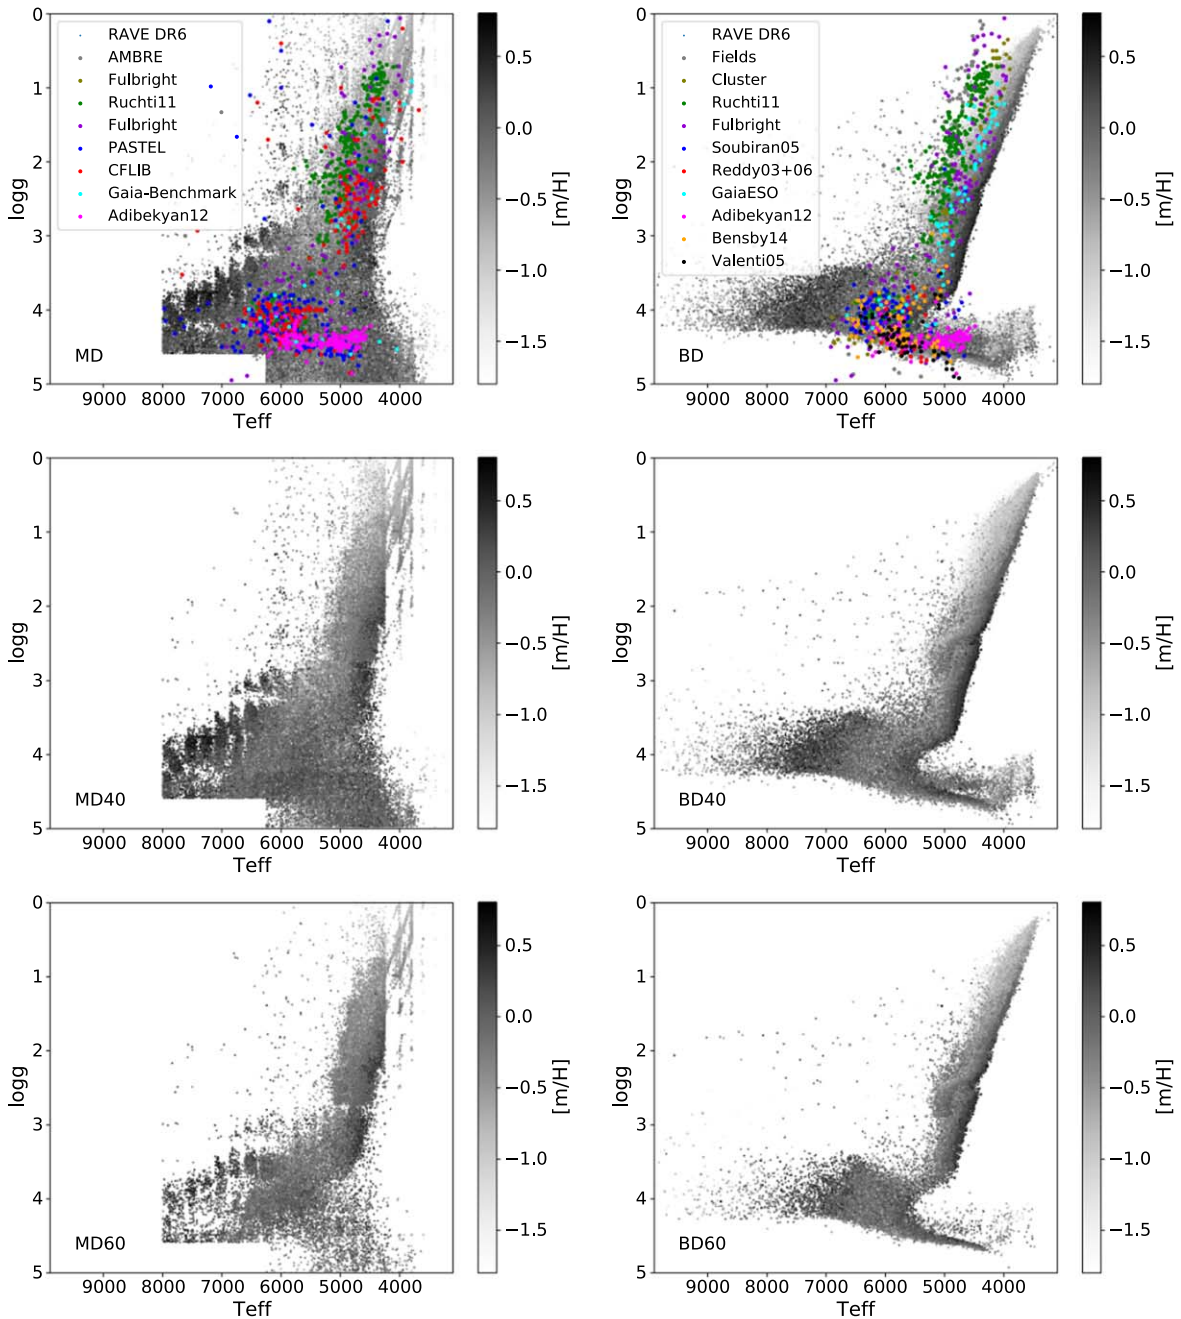 0
1
2
3
4
5
logg
RAVE DR6
AMBRE
Fulbright
Ruchti11
Fulbright
PASTEL
CFLIB
Gaia-Benchmark
Adibekyan12
MD
9000 8000 7000 6000 5000 4000
Teff
0.5
0.0
−0.5
−1.0
−1.5
[m/H]
0
1
2
3
4
5
logg
RAVE DR6
Fields
Cluster
Ruchti11
Fulbright
Soubiran05
Reddy03+06
GaiaESO
Adibekyan12
Bensby14
Valenti05
BD
9000 8000 7000 6000 5000 4000
Teff
0.5
0.0
−0.5
−1.0
−1.5
[m/H]
0
1
2
3
4
5
logg
MD40
9000 8000 7000 6000 5000 4000
Teff
0.5
0.0
−0.5
−1.0
−1.5
[m/H]
0
1
2
3
4
5
logg
BD40
9000 8000 7000 6000 5000 4000
Teff
0.5
0.0
−0.5
−1.0
−1.5
[m/H]
0
1
2
3
4
5
logg
MD60
9000 8000 7000 6000 5000 4000
Teff
0.5
0.0
−0.5
−1.0
−1.5
[m/H]
0
1
2
3
4
5
logg
BD60
9000 8000 7000 6000 5000 4000
Teff
0.5
0.0
−0.5
−1.0
−1.5
[m/H]